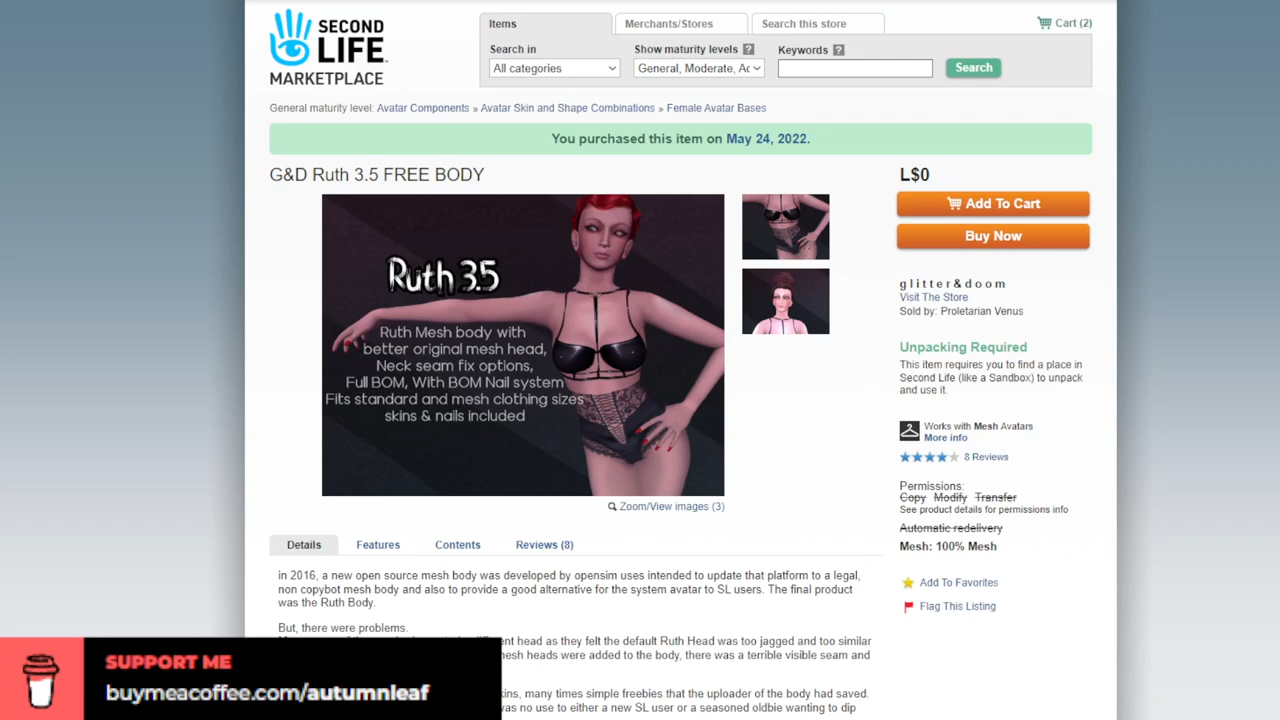 SECOND
LIFE
MARKETPLACE
Items
Merchants/Stores
Search this store
Cart (2)
Search in
Show maturity levels ?
Keywords ?
All categories
General, Moderate, Ac
Search
General maturity level: Avatar Components » Avatar Skin and Shape Combinations » Female Avatar Bases
You purchased this item on May 24, 2022.
G&D Ruth 3.5 FREE BODY
Ruth 3.5
Ruth Mesh body with
better original mesh head,
Neck seam fix options,
Full BOM, With BOM Nail system
Fits standard and mesh clothing sizes
skins & nails included
Zoom/View images (3)
L$0
Add To Cart
Buy Now
glitter&doom
Visit The Store
Sold by: Proletarian Venus
Unpacking Required
This item requires you to find a place in
Second Life (like a Sandbox) to unpack
and use it.
Works with Mesh Avatars
More info
8 Reviews
Permissions:
Copy Modify Transfer
See product details for permissions info
Automatic redelivery
Mesh: 100% Mesh
Add To Favorites
Flag This Listing
Details
Features
Contents
Reviews (8)
in 2016, a new open source mesh body was developed by opensim uses intended to update that platform to a legal,
non copybot mesh body and also to provide a good alternative for the system avatar to SL users. The final product
was the Ruth Body.
But, there were problems.
head as they felt the default Ruth Head was too jagged and too similar
mesh heads were added to the body, there was a terrible visible seam and
many times simple freebies that the uploader of the body had saved.
no use to either a new SL user or a seasoned oldbie wanting to dip
SUPPORT ME
buymeacoffee.com/autumnleaf